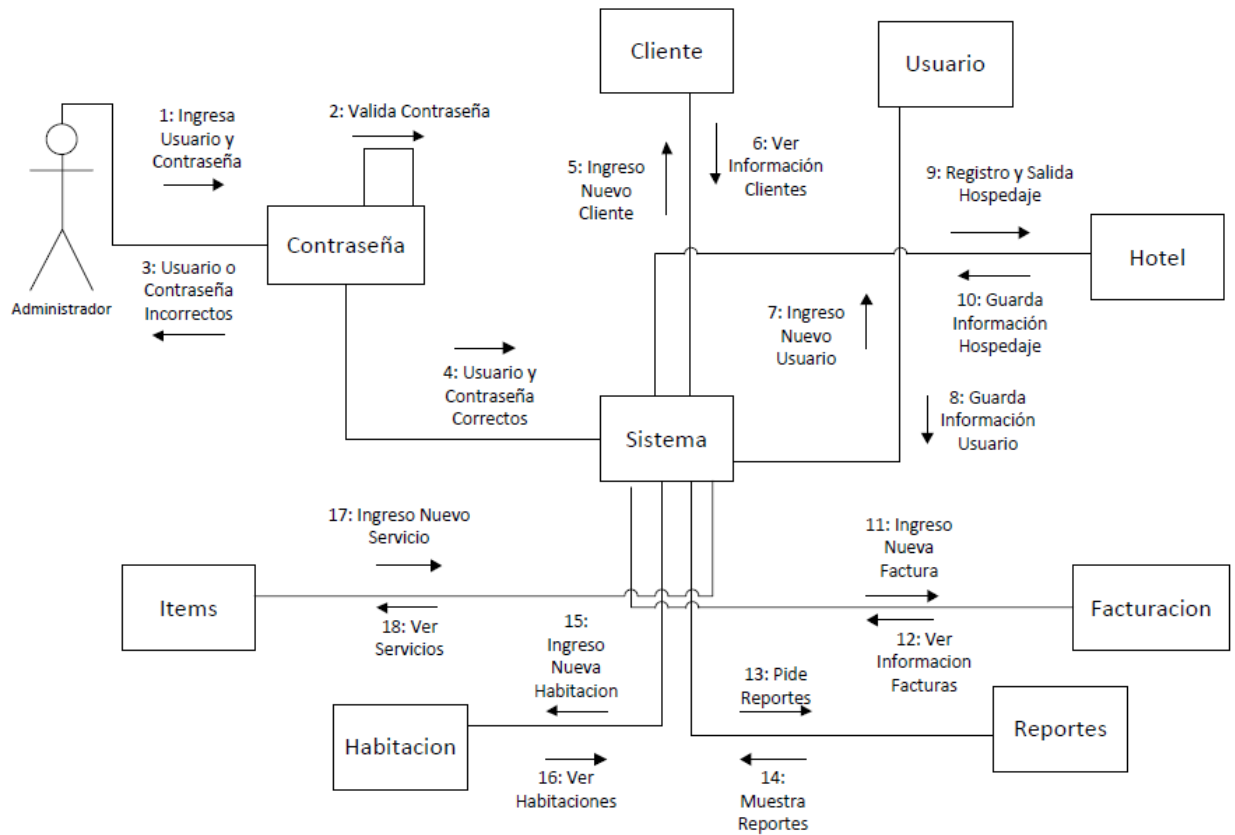 Cliente
Usuario
1: Ingresa
Usuario y
Contraseña
2: Valida Contraseña
6: Ver
Información
Clientes
5: Ingreso
Nuevo
Cliente
9: Registro y Salida
Hospedaje
Contraseña
Hotel
3: Usuario o
Contraseña
Incorrectos
Administrador
7: Ingreso
Nuevo
Usuario
10: Guarda
Información
Hospedaje
4: Usuario y
Contraseña
Correctos
8: Guarda
Información
Usuario
Sistema
17: Ingreso Nuevo
Servicio
11: Ingreso
Nueva
Factura
Items
Facturacion
18: Ver
Servicios
15:
Ingreso
Nueva
Habitacion
12: Ver
Informacion
Facturas
13: Pide
Reportes
Habitacion
Reportes
16: Ver
Habitaciones
14:
Muestra
Reportes